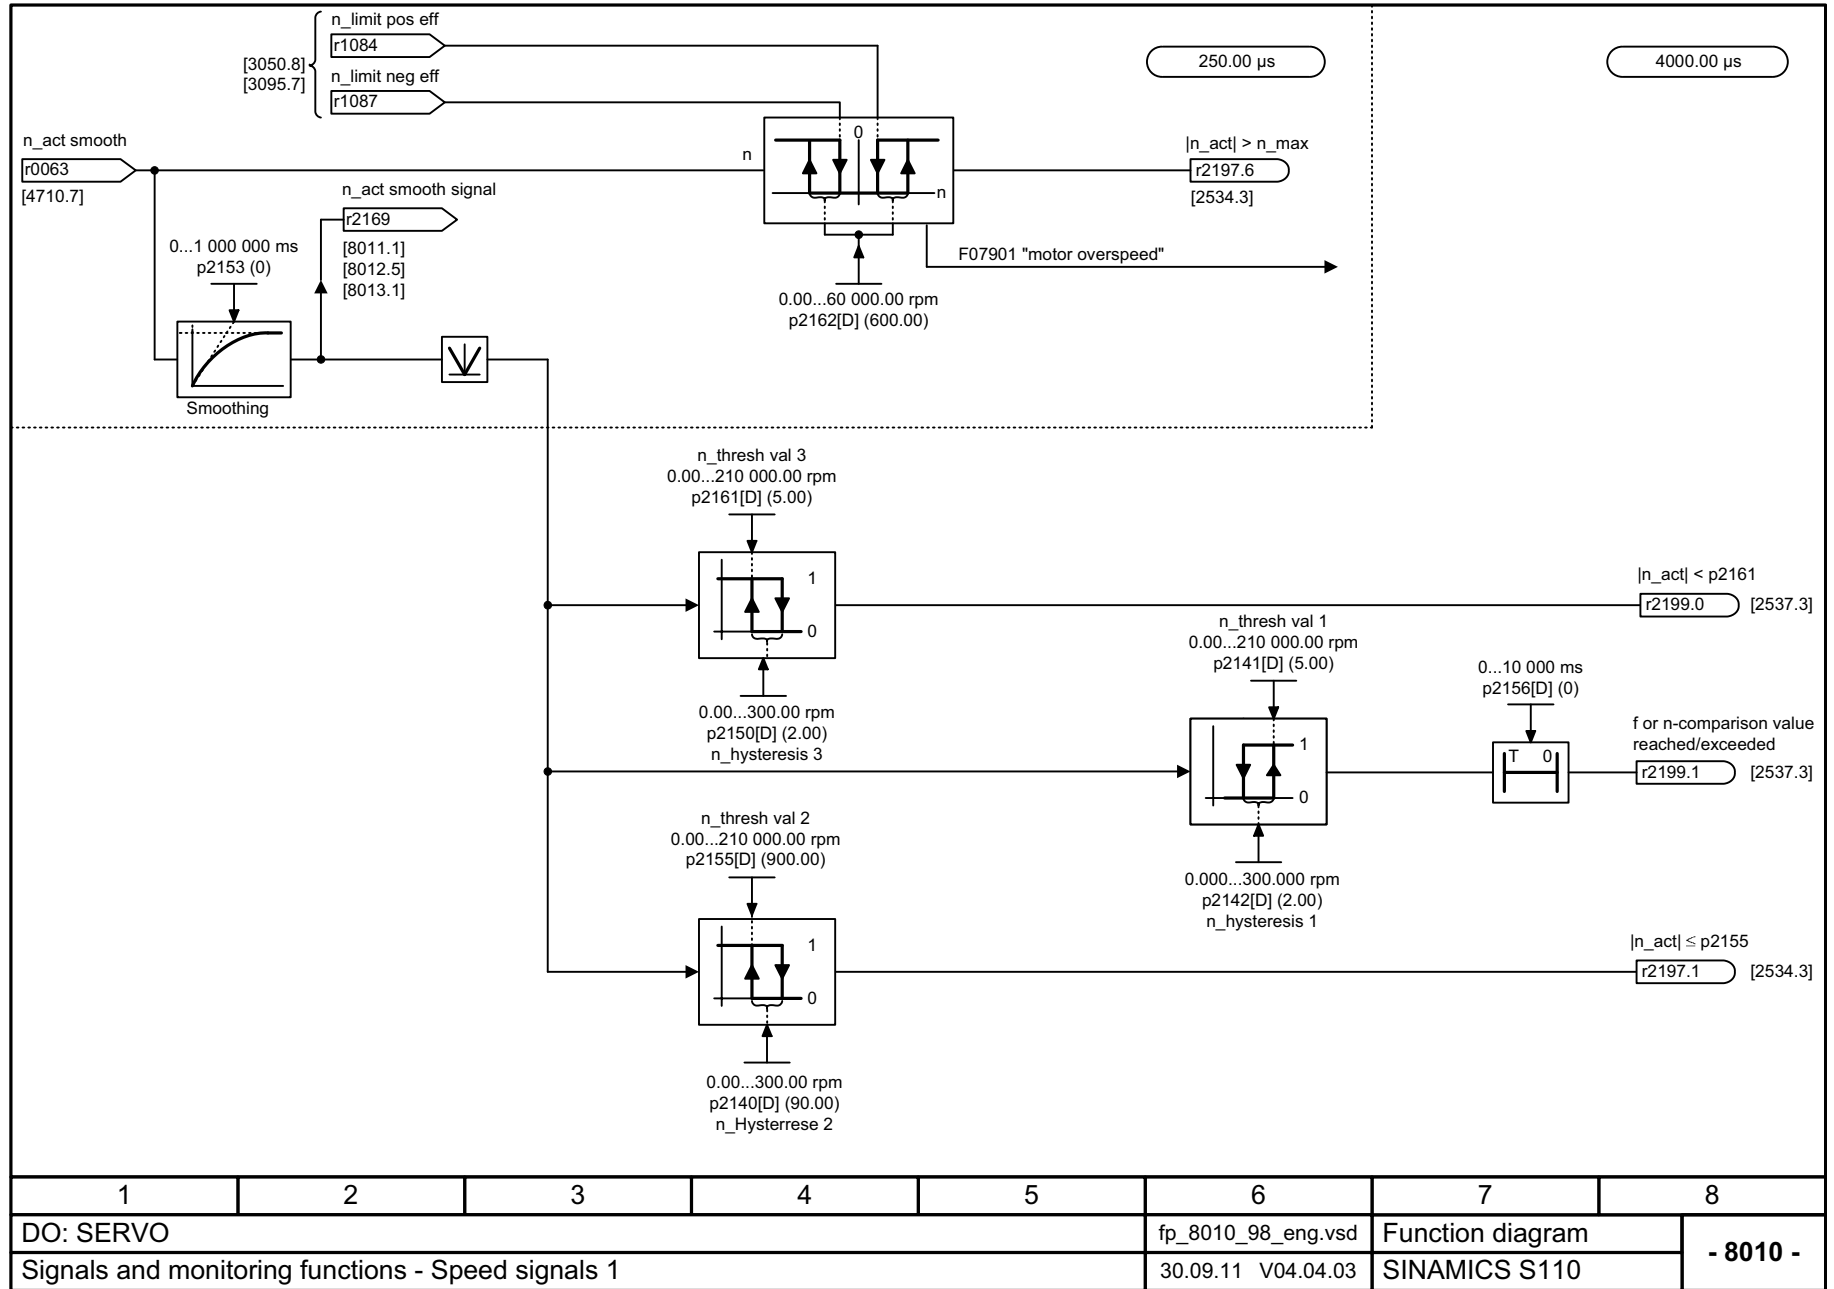 n_limit pos eff
r1084
[3050.8]
[3095.7]
n_limit neg eff
r1087
250.00 µs
4000.00 µs
n_act smooth
r0063
[4710.7]
n
0
n
|n_act| > n_max
r2197.6
[2534.3]
n_act smooth signal
r2169
[8011.1]
[8012.5]
[8013.1]
0...1 000 000 ms
p2153 (0)
Smoothing
F07901 "motor overspeed"
0.00...60 000.00 rpm
p2162[D] (600.00)
n_thresh val 3
0.00...210 000.00 rpm
p2161[D] (5.00)
1
0
0.00...300.00 rpm
p2150[D] (2.00)
n_hysteresis 3
|n_act| < p2161
r2199.0 [2537.3]
n_thresh val 1
0.00...210 000.00 rpm
p2141[D] (5.00)
1
0
0.000...300.000 rpm
p2142[D] (2.00)
n_hysteresis 1
0...10 000 ms
p2156[D] (0)
T 0
f or n-comparison value
reached/exceeded
r2199.1 [2537.3]
n_thresh val 2
0.00...210 000.00 rpm
p2155[D] (900.00)
1
0
0.00...300.00 rpm
p2140[D] (90.00)
n_Hysterrese 2
|n_act| ≤ p2155
r2197.1 [2534.3]
1 2 3 4 5 6 7 8
DO: SERVO
fp_8010_98_eng.vsd
Function diagram
- 8010 -
Signals and monitoring functions - Speed signals 1
30.09.11 V04.04.03
SINAMICS S110